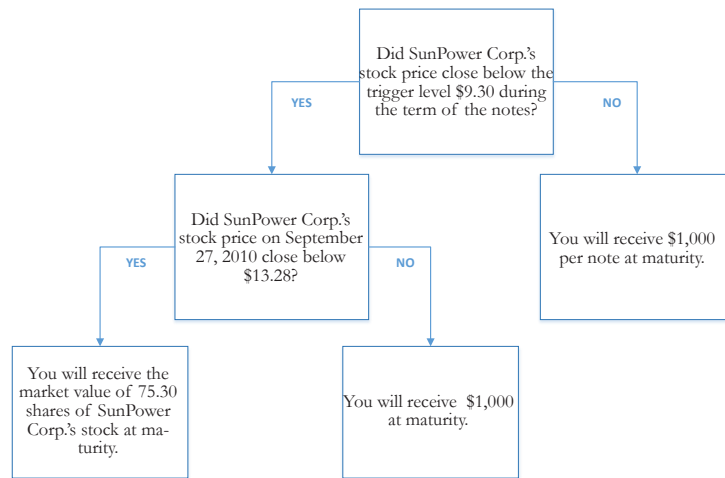 Did SunPower Corp.'s
stock price close below the
trigger level $9.30 during
the term of the notes?
YES
NO
Did SunPower Corp.'s
stock price on September
27, 2010 close below
$13.28?
You will receive $1,000
per note at maturity.
YES
NO
You will receive the
market value of 75.30
shares of SunPower
Corp.'s stock at ma-
turity.
You will receive $1,000
at maturity.